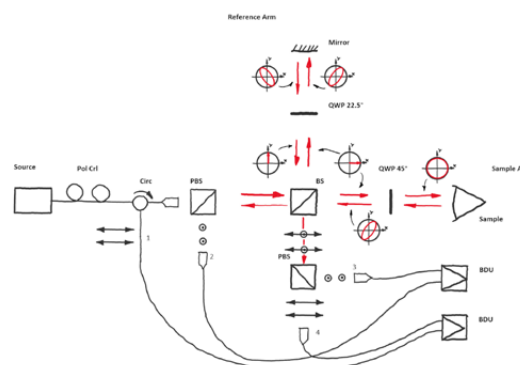 Reference Arm
Mirror
QWP 22.5°
Source
Pol Crl
Circ
PBS
BS
QWP 45°
Sample A
Sample
1
2
PBS
3
BDU
4
BDU